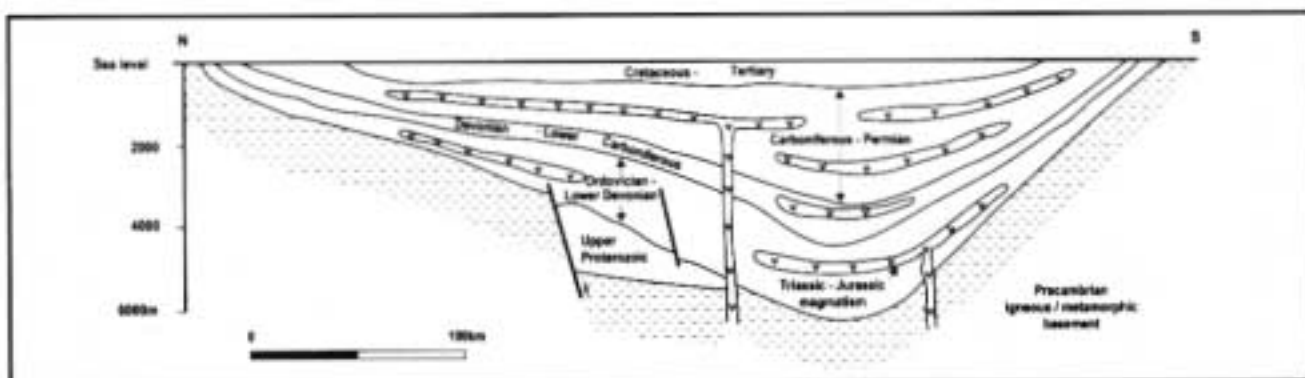 N
S
Sea level
Cretaceous - Tertiary
Devonian Lower Carboniferous
Carboniferous - Permian
2000
Ordovician -
Lower Devonian
4000
Upper
Proterozoic
Triassic - Jurassic
magmatism
Precambrian
igneous / metamorphic
basement
6000m
0
100km